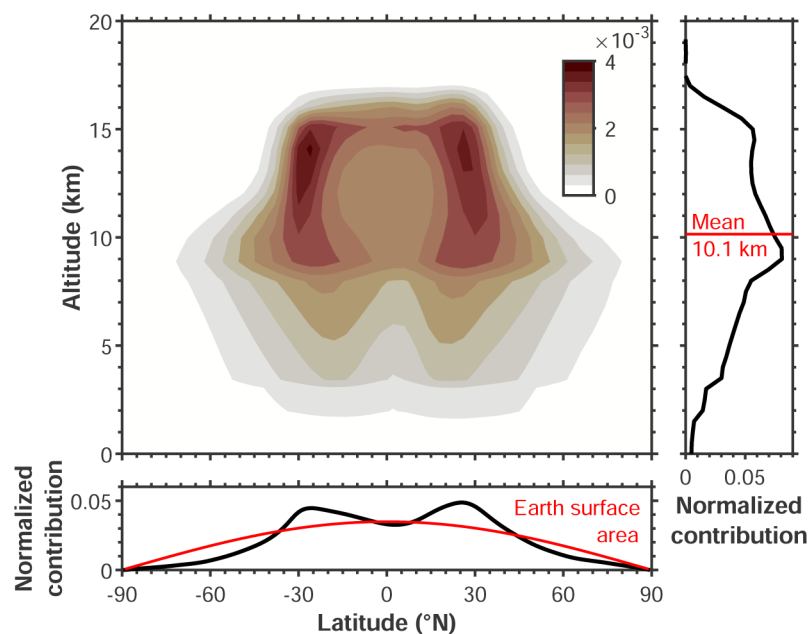 20
15
10
5
0
Altitude (km)
×10⁻³
4
2
0
Mean
10.1 km
0
0.05
Normalized
contribution
Normalized
contribution
0.05
0
Earth surface
area
-90
-60
-30
0
30
60
90
Latitude (°N)